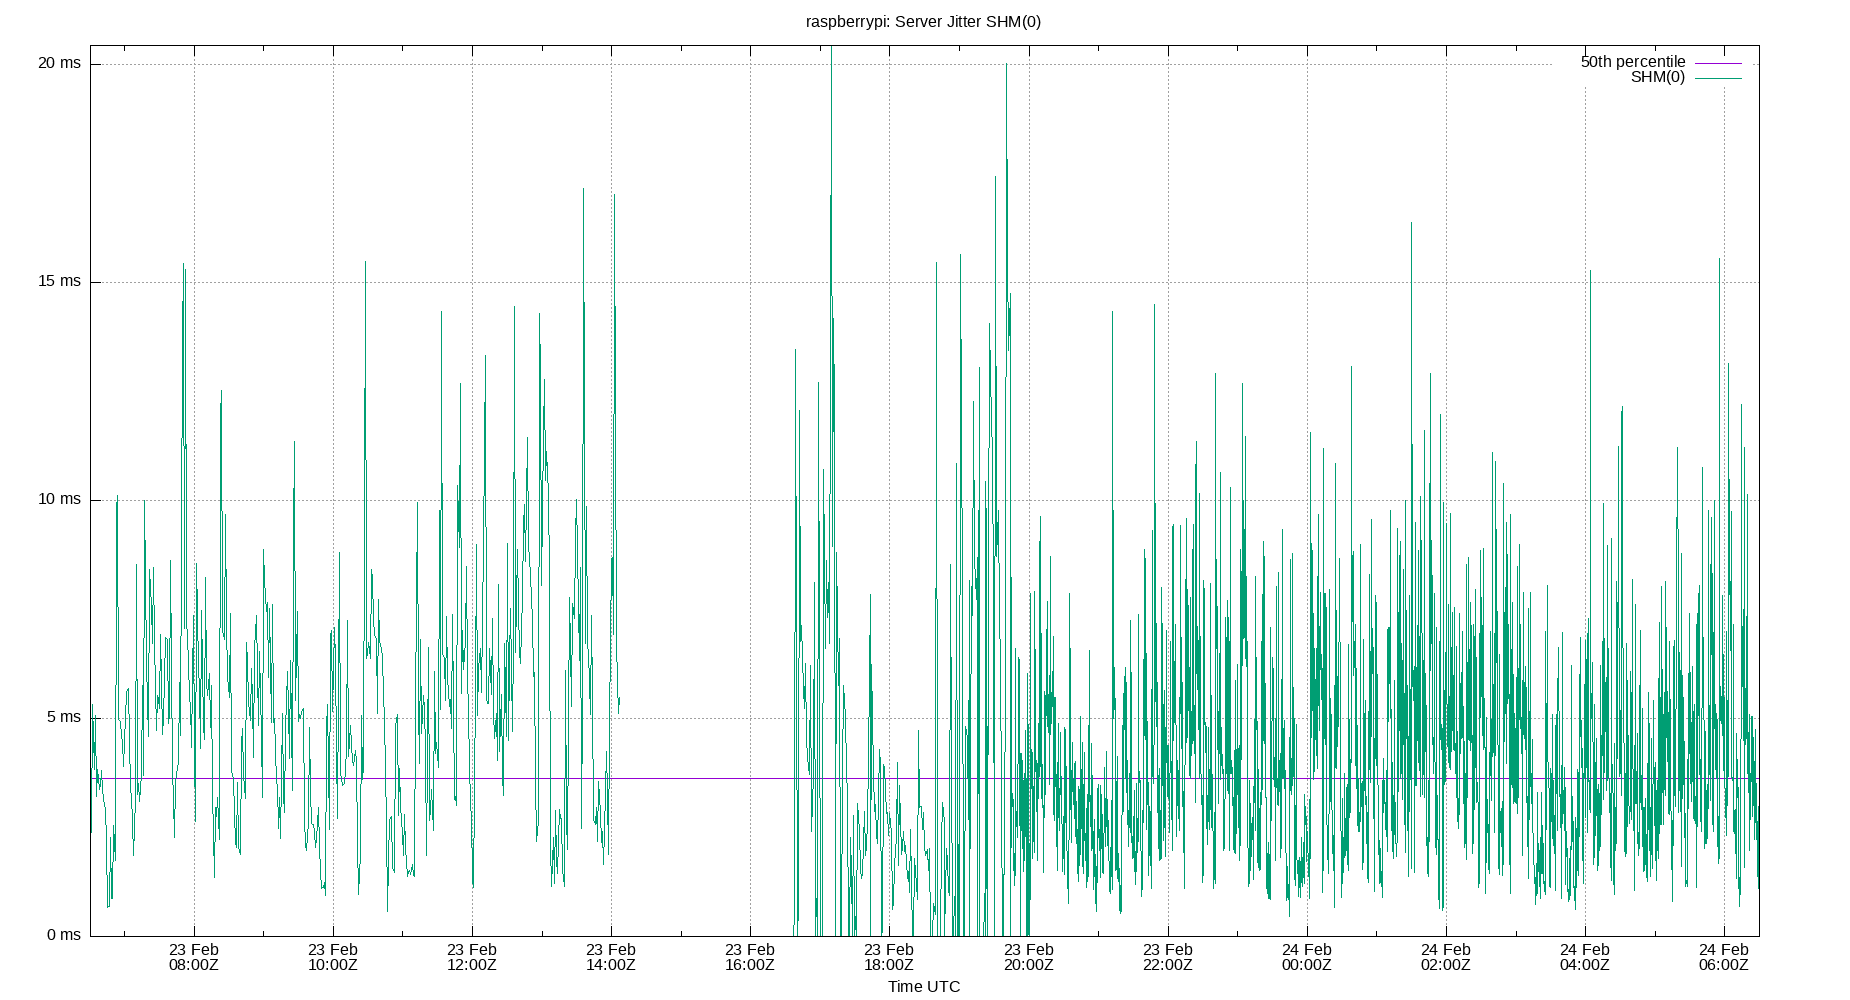 raspberrypi: Server Jitter SHM(0)
20 ms
15 ms
10 ms
5 ms
0 ms
50th percentile
SHM(0)
23 Feb 23 Feb 23 Feb 23 Feb 23 Feb 23 Feb 23 Feb 23 Feb 24 Feb 24 Feb 24 Feb 24 Feb
08:00Z 10:00Z 12:00Z 14:00Z 16:00Z 18:00Z 20:00Z 22:00Z 00:00Z 02:00Z 04:00Z 06:00Z
Time UTC